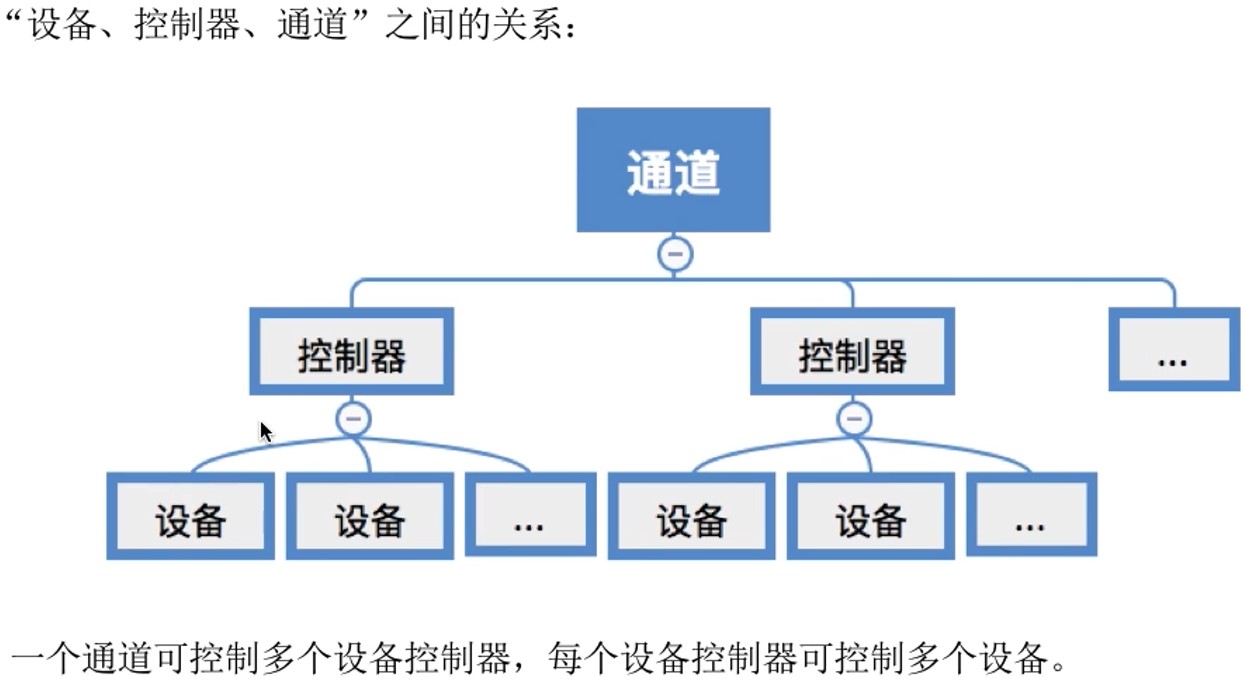 “设备、控制器、通道”之间的关系：
通道
控制器 控制器 ...
设备 设备 ... 设备 设备 ...
一个通道可控制多个设备控制器，每个设备控制器可控制多个设备。